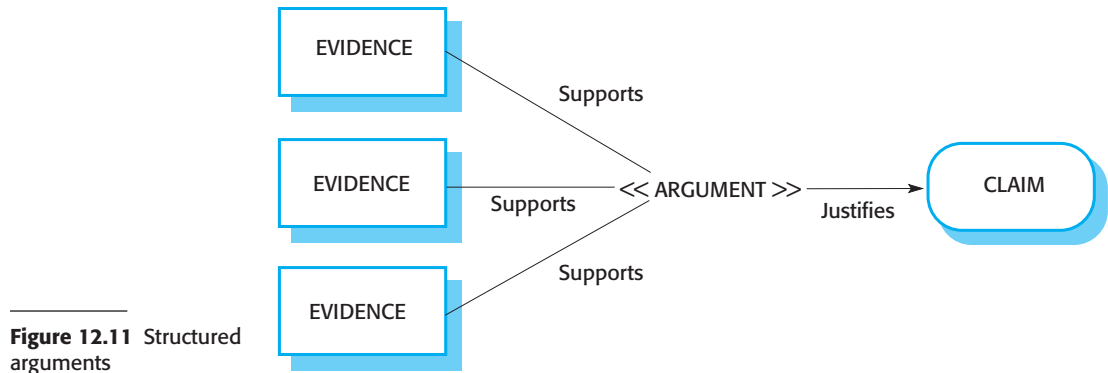 EVIDENCE
Supports
EVIDENCE
Supports
<< ARGUMENT >>
Justifies
CLAIM
Supports
EVIDENCE
Figure 12.11 Structured
arguments